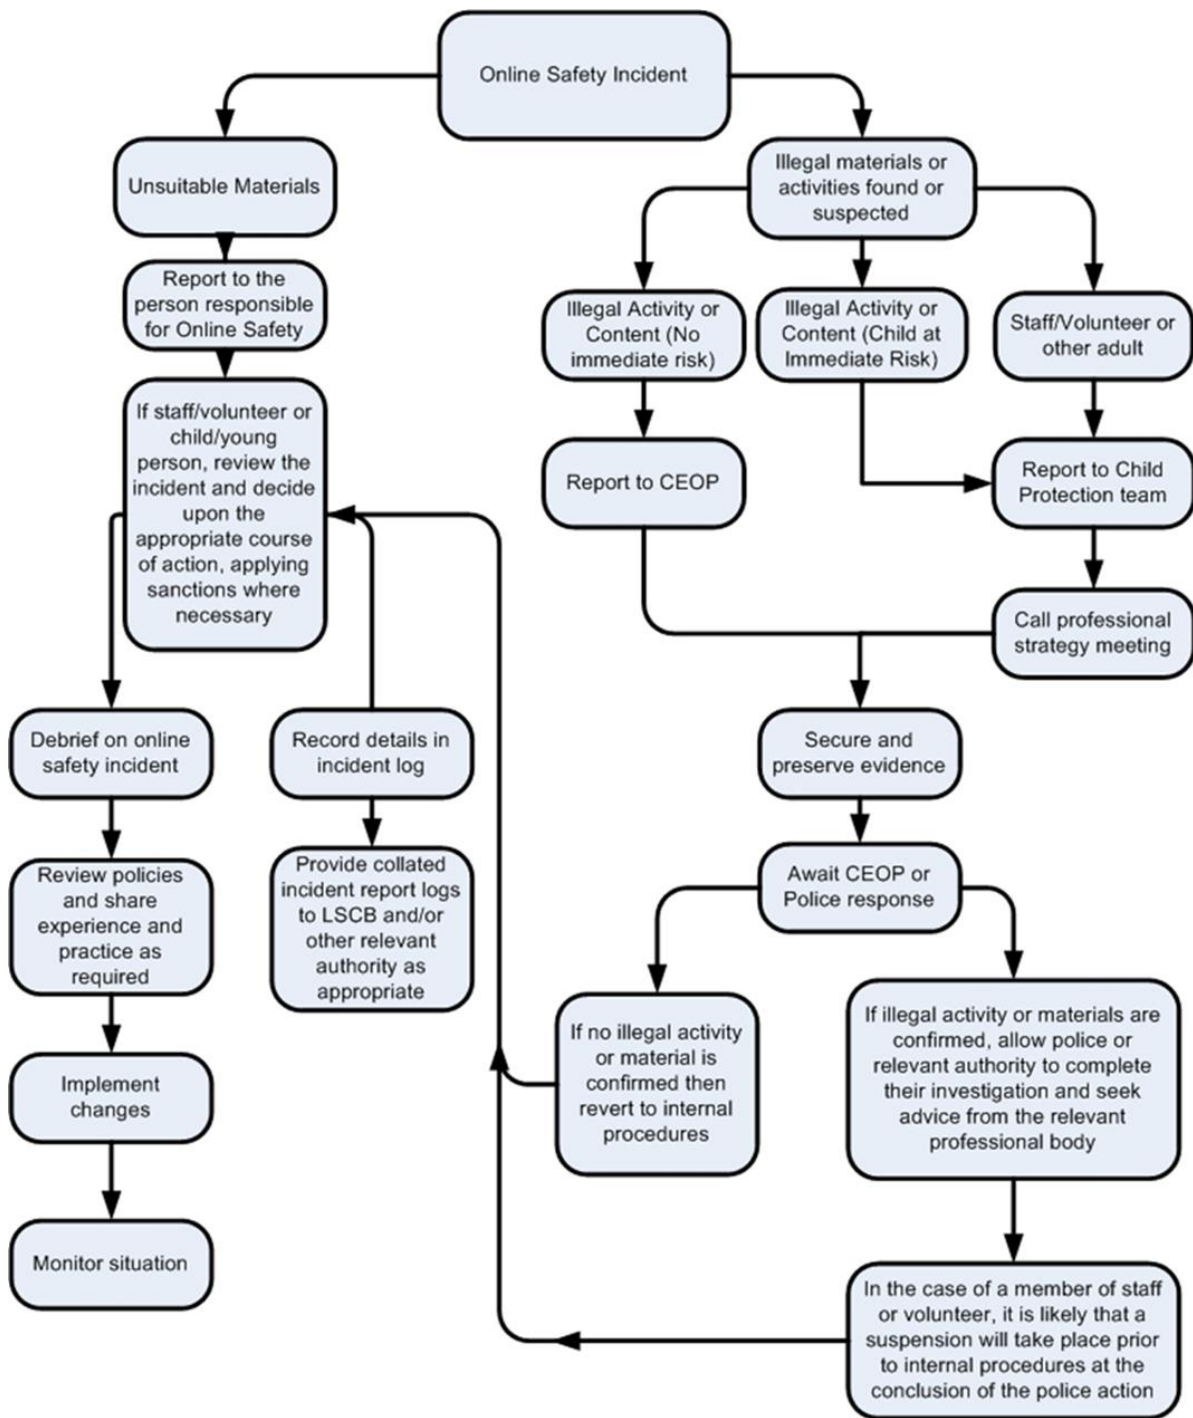 Online Safety Incident
Unsuitable Materials
Illegal materials or
activities found or
suspected
Report to the
person responsible
for Online Safety
Illegal Activity or
Content (No
immediate risk)
Illegal Activity or
Content (Child at
Immediate Risk)
Staff/Volunteer or
other adult
If staff/volunteer or
child/young
person, review the
incident and decide
upon the
appropriate course
of action, applying
sanctions where
necessary
Report to CEOP
Report to Child
Protection team
Call professional
strategy meeting
Debrief on online
safety incident
Record details in
incident log
Secure and
preserve evidence
Review policies
and share
experience and
practice as
required
Provide collated
incident report logs
to LSCB and/or
other relevant
authority as
appropriate
Await CEOP or
Police response
If no illegal activity
or material is
confirmed then
revert to internal
procedures
If illegal activity or materials are
confirmed, allow police or
relevant authority to complete
their investigation and seek
advice from the relevant
professional body
Implement
changes
Monitor situation
In the case of a member of staff
or volunteer, it is likely that a
suspension will take place prior
to internal procedures at the
conclusion of the police action